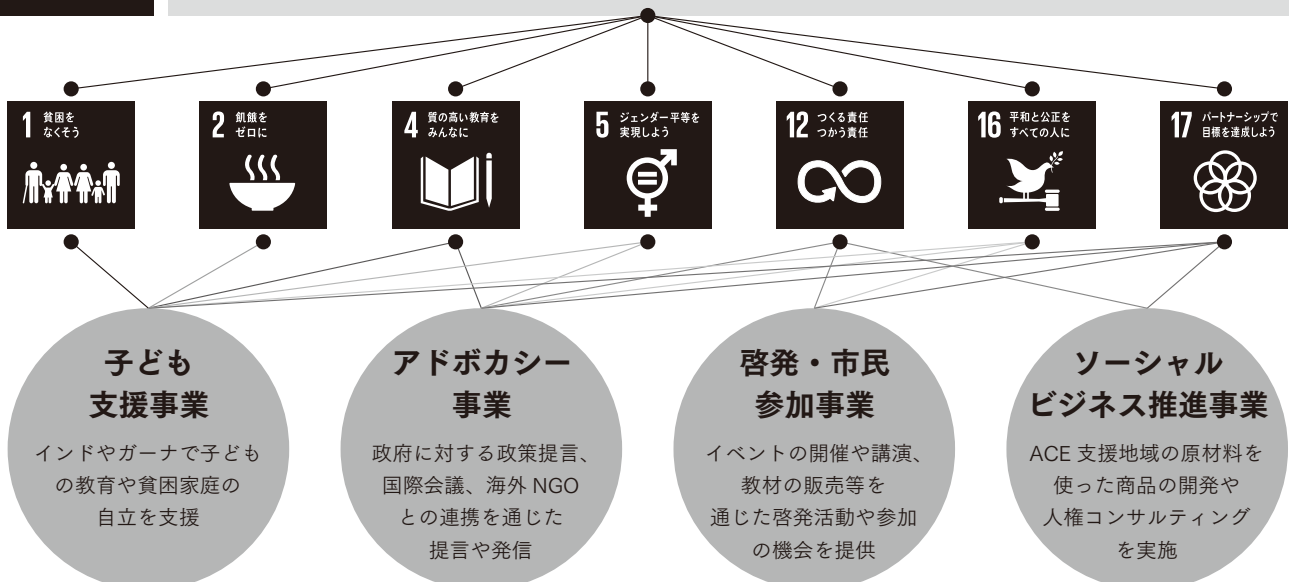 1 貧困を
なくそう
2 飢餓を
ゼロに
4 質の高い教育を
みんなに
5 ジェンダー平等を
実現しよう
12 つくる責任
つかう責任
16 平和と公正を
すべての人に
17 パートナーシップで
目標を達成しよう
子ども
支援事業
インドやガーナで子ども
の教育や貧困家庭の
自立を支援
アドボカシー
事業
政府に対する政策提言、
国際会議、海外 NGO
との連携を通じた
提言や発信
啓発・市民
参加事業
イベントの開催や講演、
教材の販売等を
通じた啓発活動や参加
の機会を提供
ソーシャル
ビジネス推進事業
ACE 支援地域の原材料を
使った商品の開発や
人権コンサルティング
を実施